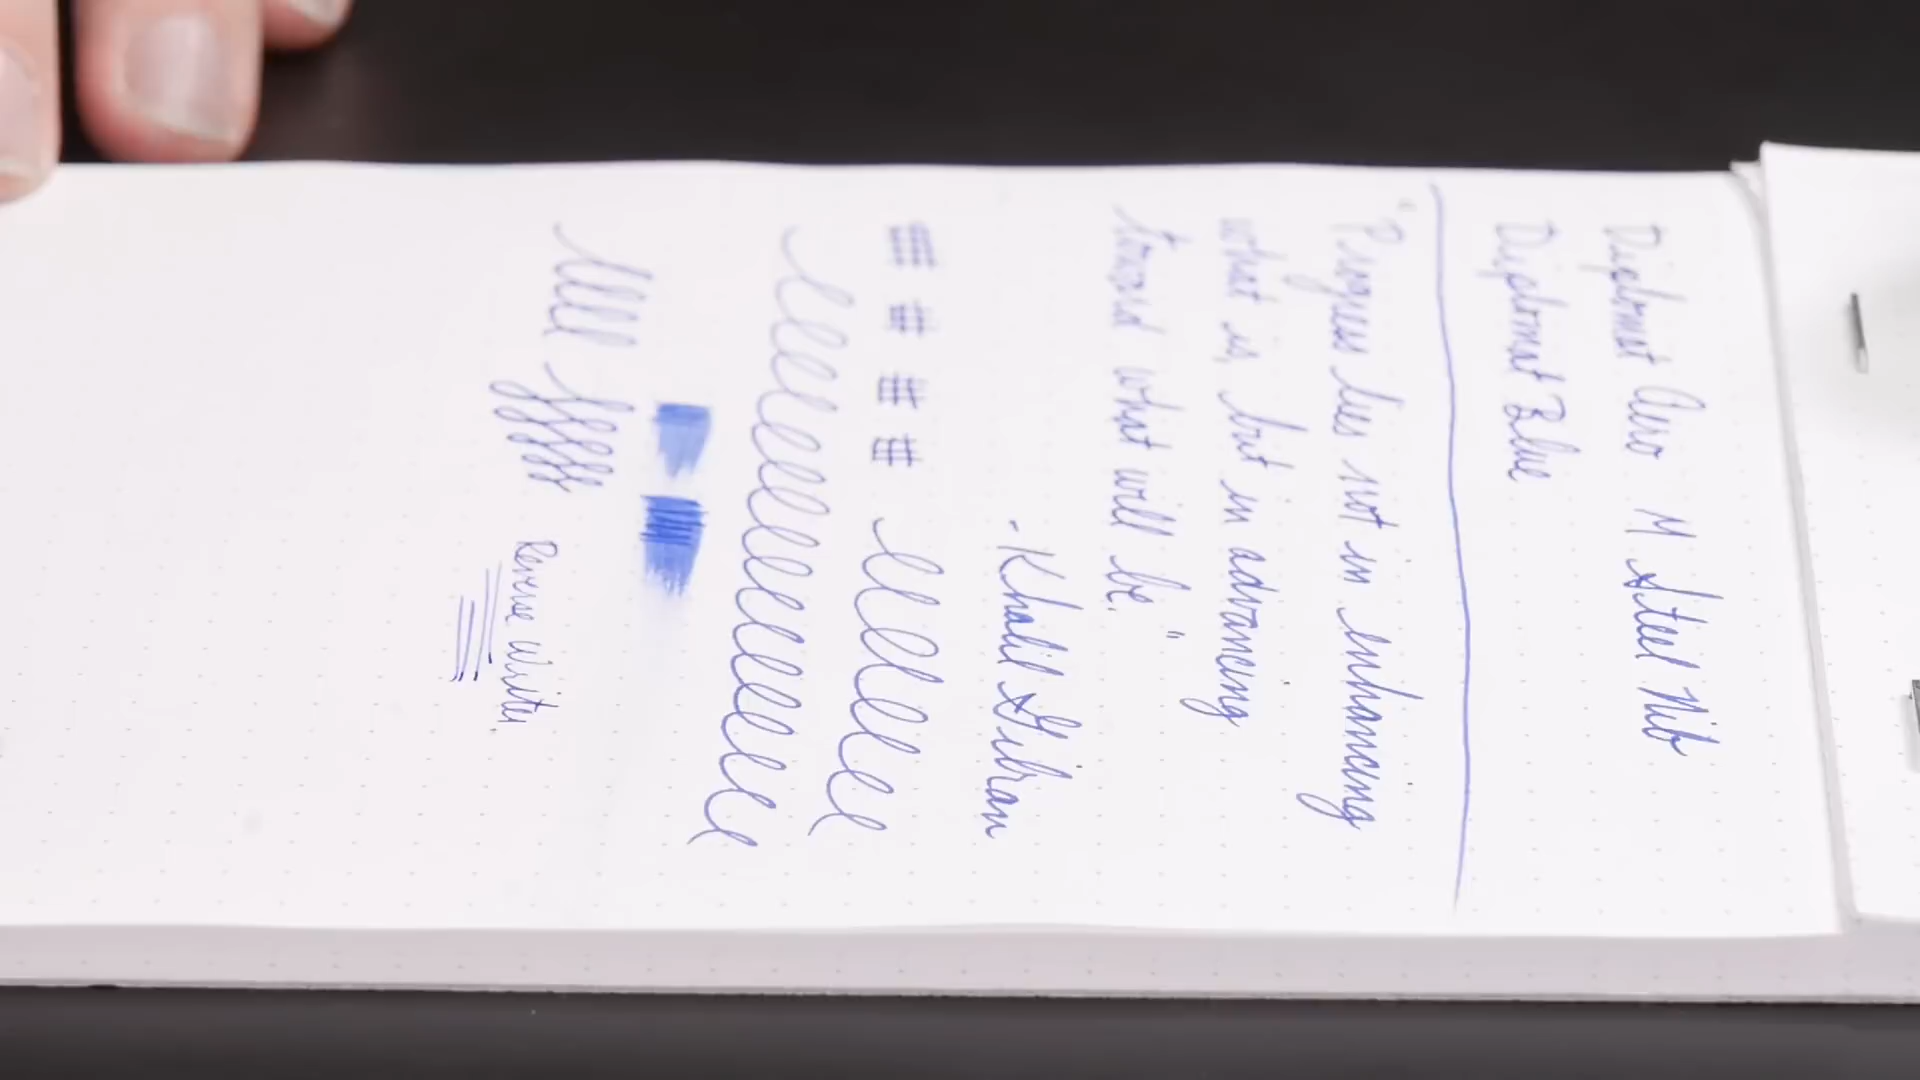 Diplomat Aero M Steel Nib
Diplomat Blue
"Progress lies not in enhancing
what is, but in advancing
toward what will be."
-Khalil Gibran
Reverse Writing